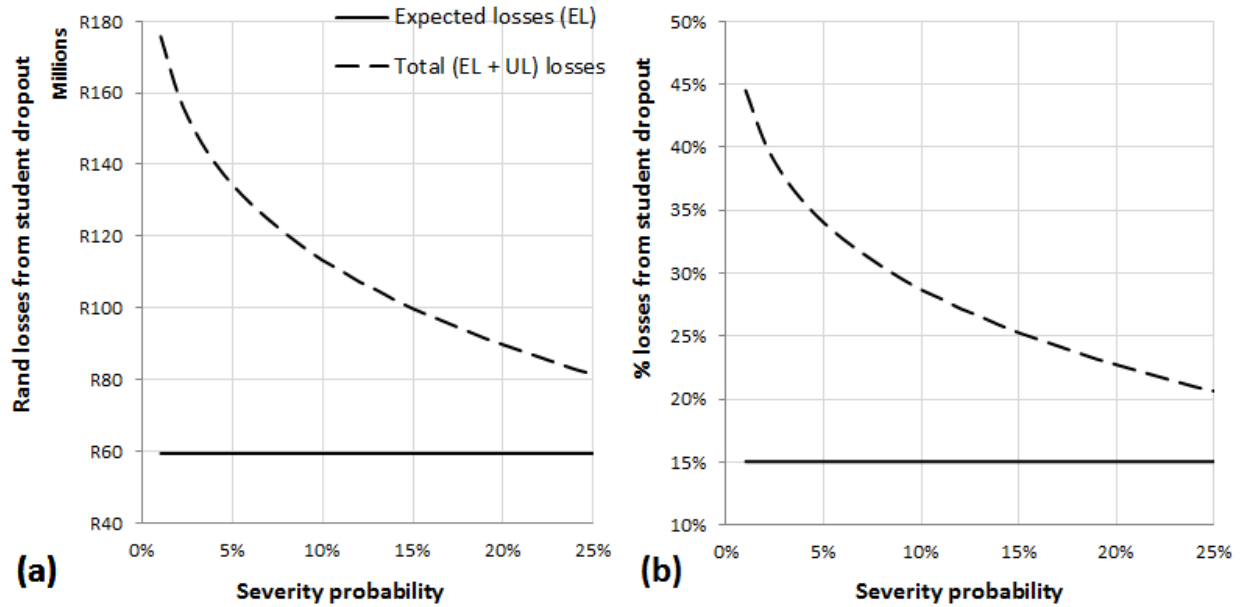 Expected losses (EL)
Total (EL + UL) losses
Rand losses from student dropout
Millions
R180
R160
R140
R120
R100
R80
R60
R40
0%
5%
10%
15%
20%
25%
Severity probability
(a)
% losses from student dropout
50%
45%
40%
35%
30%
25%
20%
15%
10%
0%
5%
10%
15%
20%
25%
Severity probability
(b)